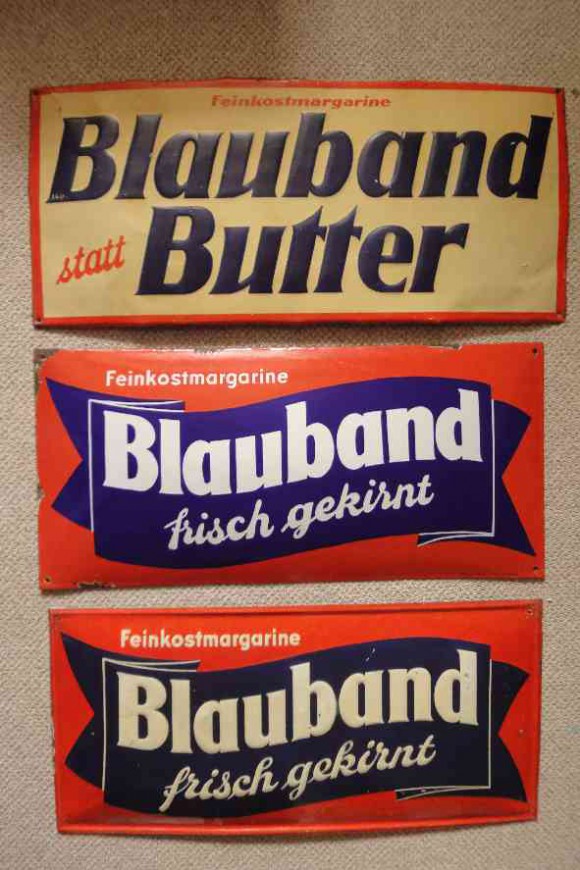 Feinkostmargarine
Blauband
statt Butter
Feinkostmargarine
Blauband
frisch gekirnt
Feinkostmargarine
Blauband
frisch gekirnt